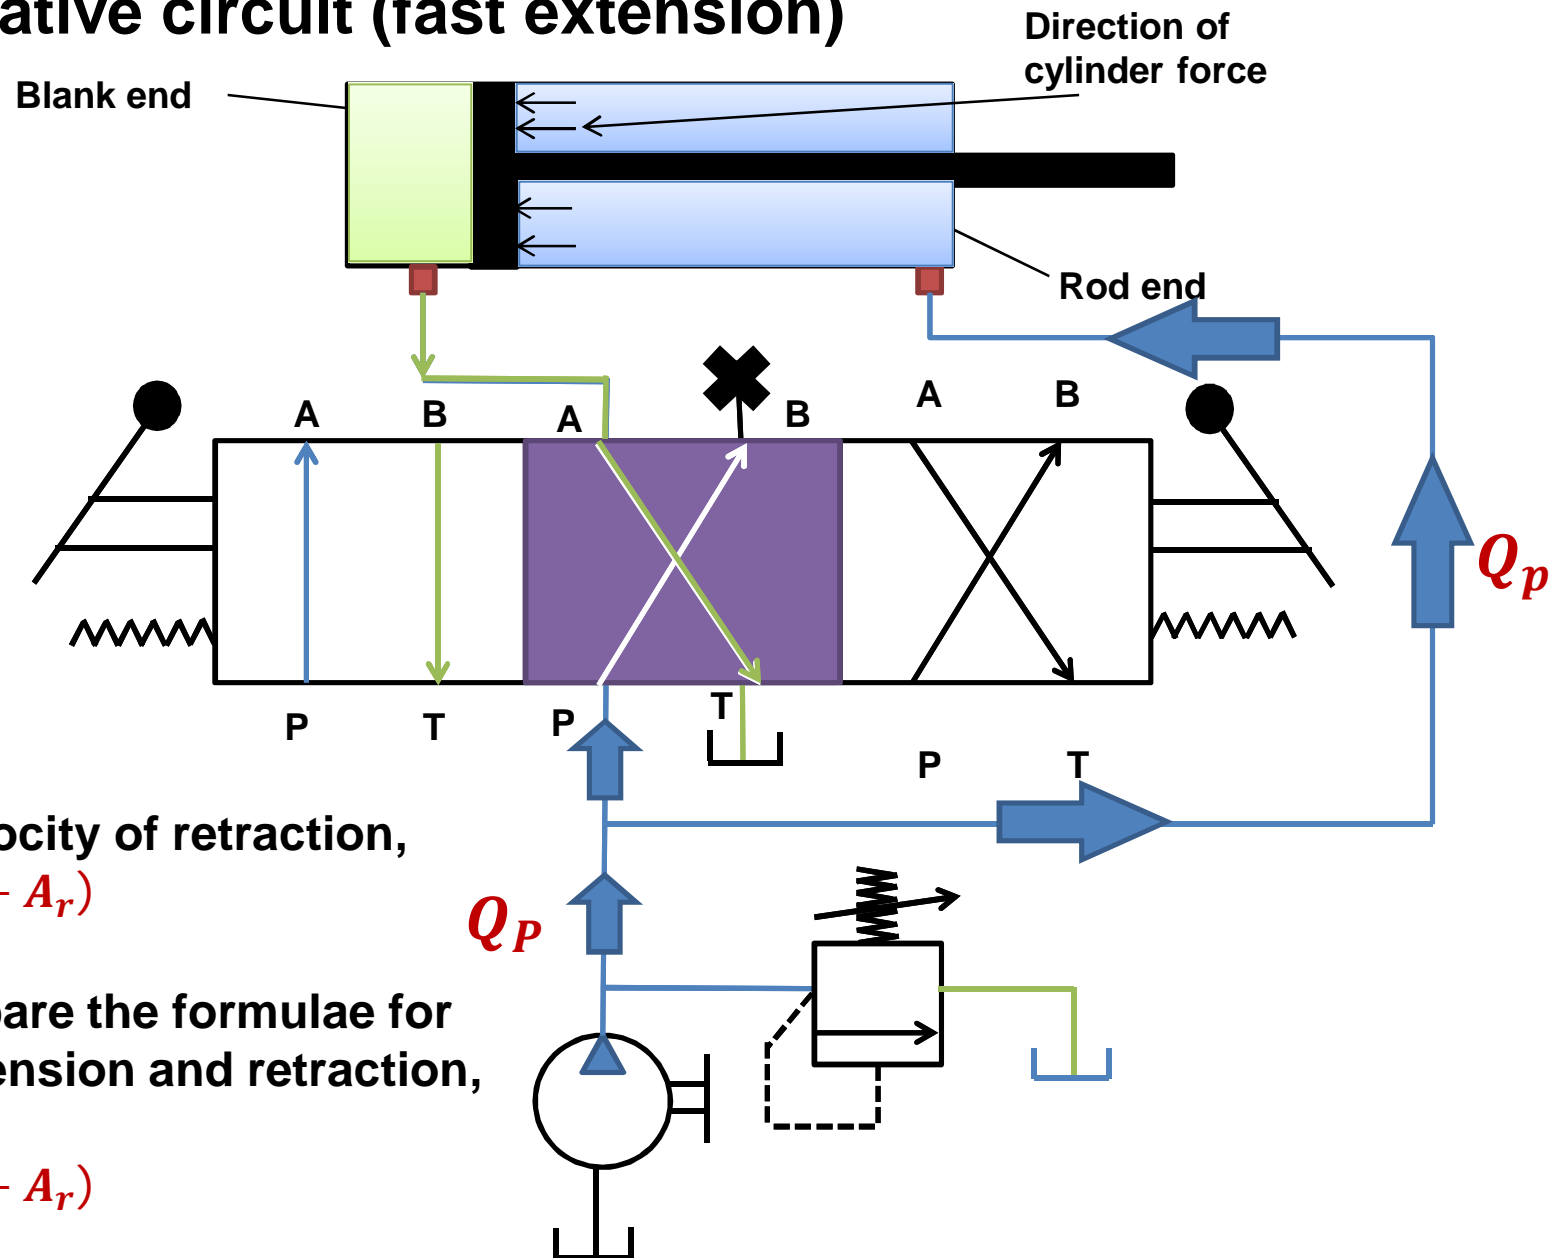 ative circuit (fast extension)
Direction of
cylinder force
Blank end
Rod end
A B A B A B
Q_p
P T P T
P T
ocity of retraction,
- A_r)
Q_P
pare the formulae for
ension and retraction,
- A_r)